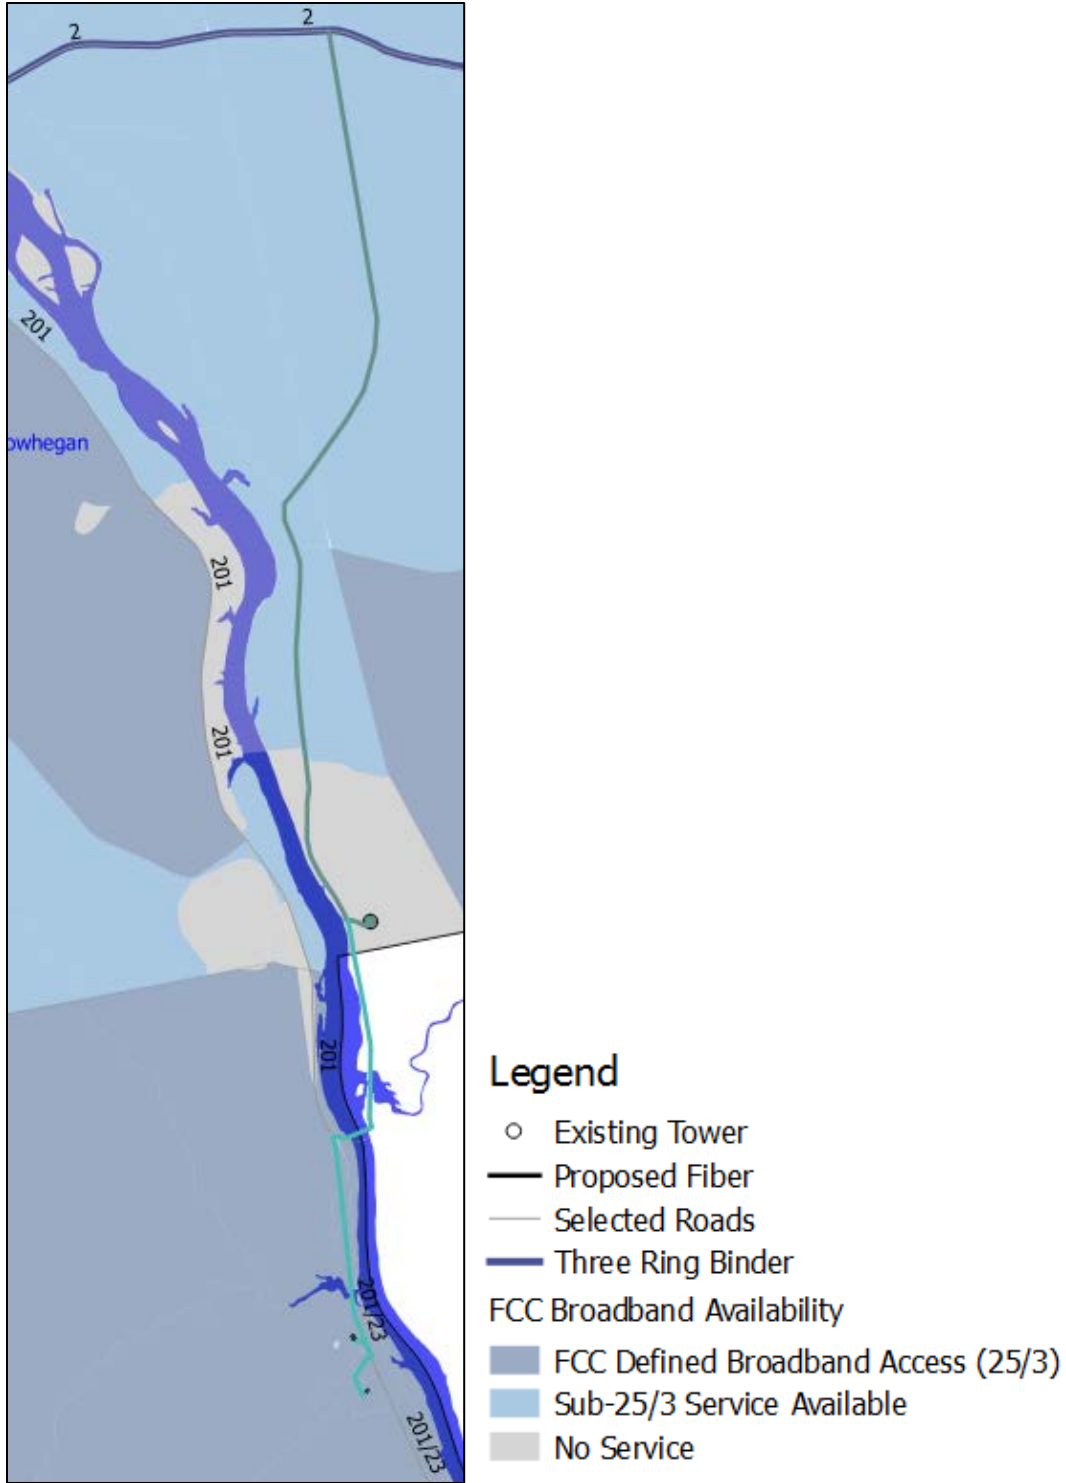 2
2
201
owhegan
201
201
201
201/23
201/23
Legend
Existing Tower
Proposed Fiber
Selected Roads
Three Ring Binder
FCC Broadband Availability
FCC Defined Broadband Access (25/3)
Sub-25/3 Service Available
No Service